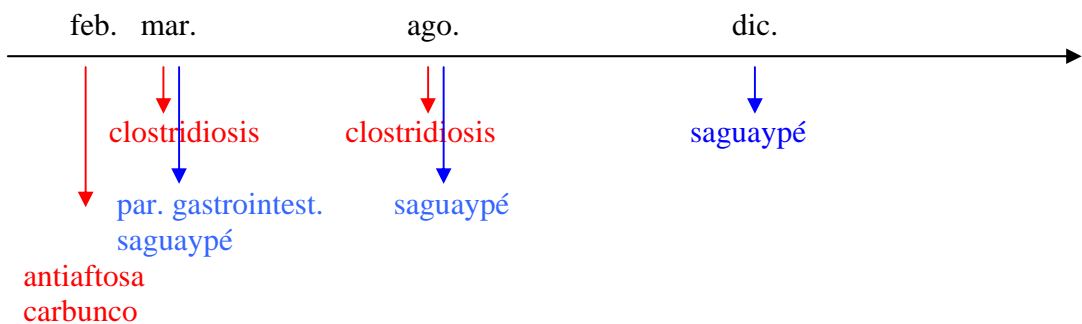 feb. mar. ago. dic.
clostridiosis clostridiosis saguaypé
par. gastrointest. saguaypé
saguaypé
antiaftosa
carbunco